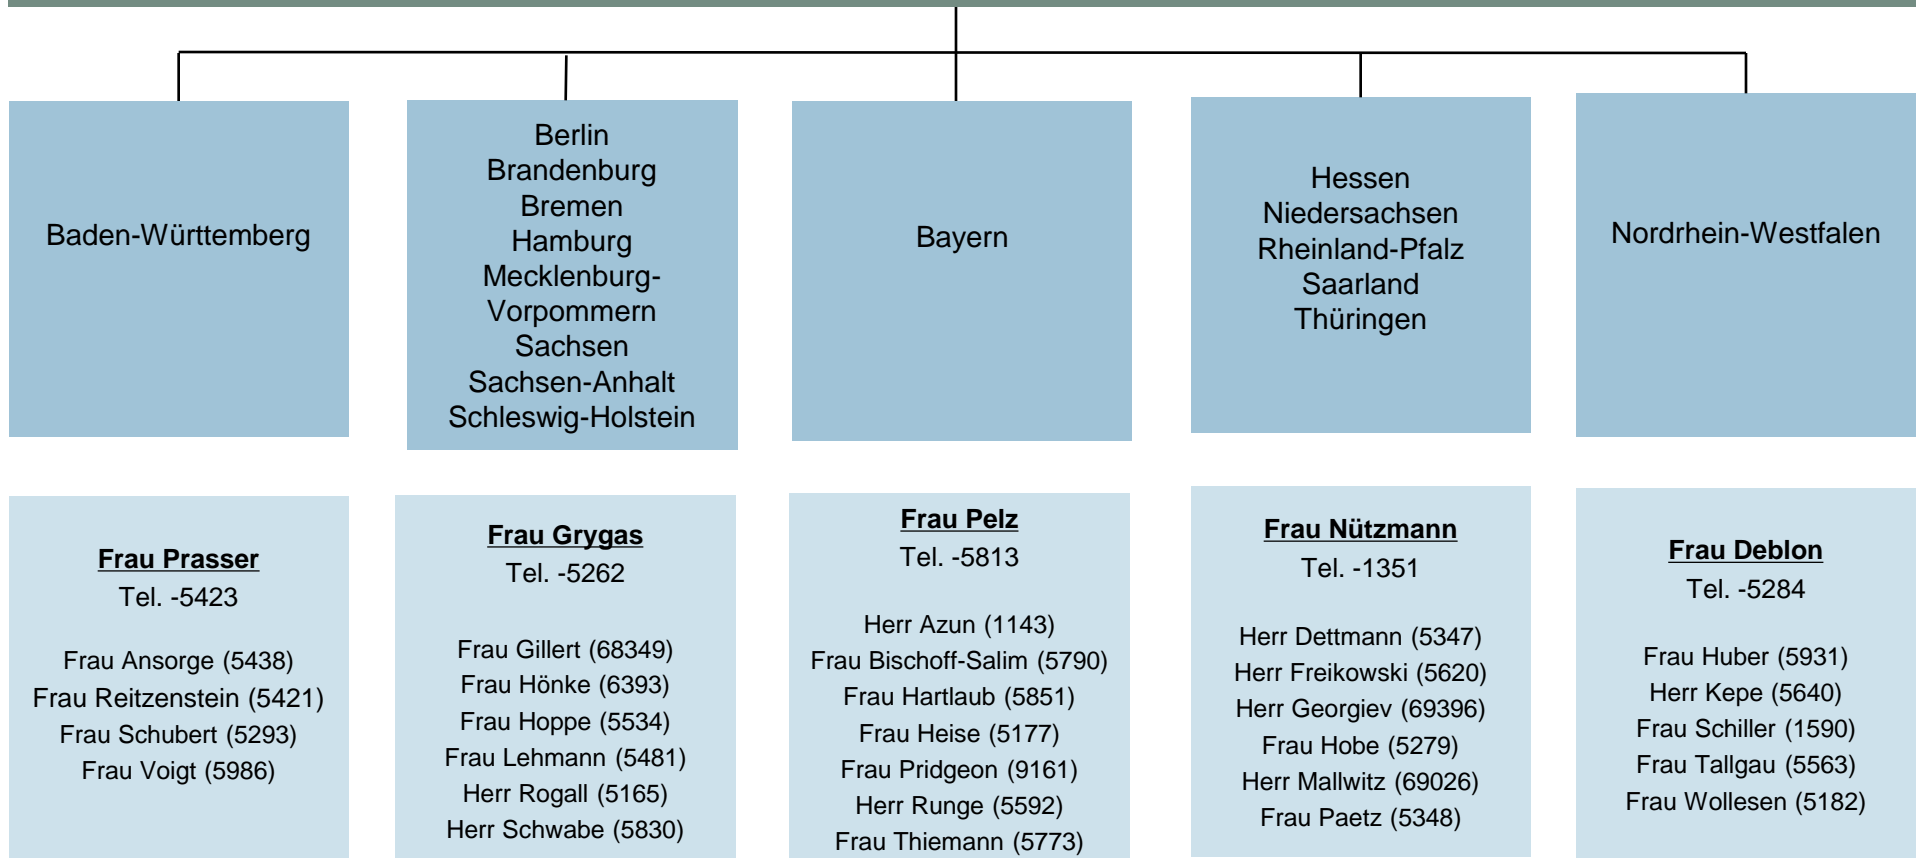 Baden-Württemberg
Berlin
Brandenburg
Bremen
Hamburg
Mecklenburg-
Vorpommern
Sachsen
Sachsen-Anhalt
Schleswig-Holstein
Bayern
Hessen
Niedersachsen
Rheinland-Pfalz
Saarland
Thüringen
Nordrhein-Westfalen
Frau Prasser
Tel. -5423
Frau Ansorge (5438)
Frau Reitzenstein (5421)
Frau Schubert (5293)
Frau Voigt (5986)
Frau Grygas
Tel. -5262
Frau Gillert (68349)
Frau Hönke (6393)
Frau Hoppe (5534)
Frau Lehmann (5481)
Herr Rogall (5165)
Herr Schwabe (5830)
Frau Pelz
Tel. -5813
Herr Azun (1143)
Frau Bischoff-Salim (5790)
Frau Hartlaub (5851)
Frau Heise (5177)
Frau Pridgeon (9161)
Herr Runge (5592)
Frau Thiemann (5773)
Frau Nützmann
Tel. -1351
Herr Dettmann (5347)
Herr Freikowski (5620)
Herr Georgiev (69396)
Frau Hobe (5279)
Herr Mallwitz (69026)
Frau Paetz (5348)
Frau Deblon
Tel. -5284
Frau Huber (5931)
Herr Kepe (5640)
Frau Schiller (1590)
Frau Tallgau (5563)
Frau Wollesen (5182)